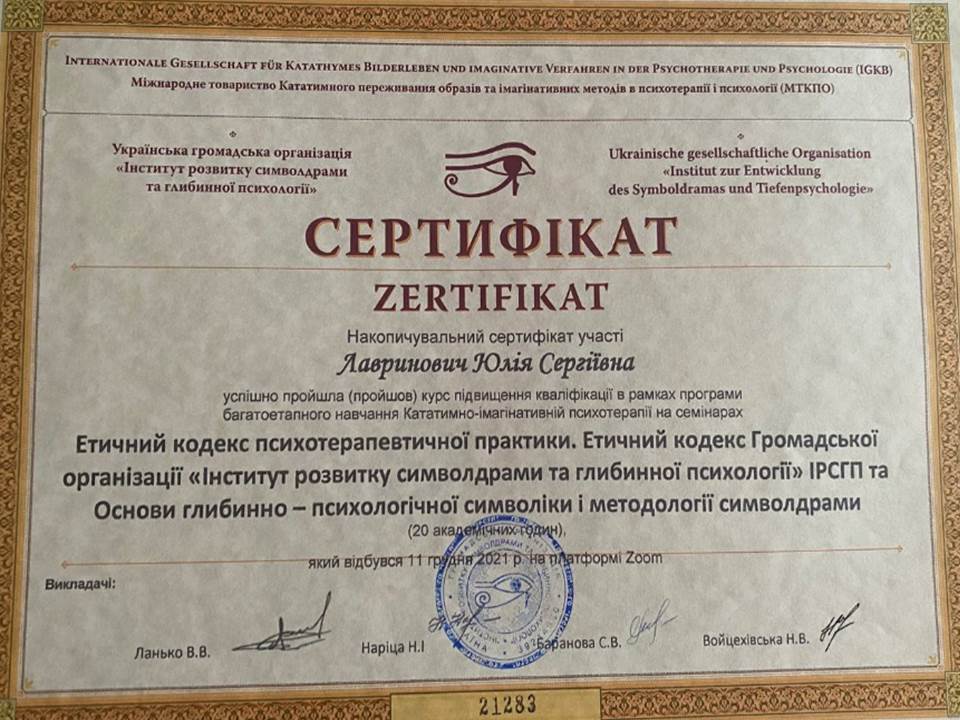 Internationale Gesellschaft für Katathymes Bilderleben und imaginative Verfahren in der Psychotherapie und Psychologie (IGKB)
Міжнародне товариство Кататимного переживання образів та імагінативних методів в психотерапії і психології (МТКПО)
Українська громадська організація
«Інститут розвитку символдрами
та глибинної психології»
Ukrainische gesellschaftliche Organisation
«Institut zur Entwicklung
des Symboldramas und Tiefenpsychologie»
СЕРТИФІКАТ
ZERTIFIKAT
Накопичувальний сертифікат участі
Лавринович Юлія Сергіївна
успішно пройшла (пройшов) курс підвищення кваліфікації в рамках програми
багатоетапного навчання Кататимно-імагінативній психотерапії на семінарах
Етичний кодекс психотерапевтичної практики. Етичний кодекс Громадської
організації «Інститут розвитку символдрами та глибинної психології» ІРСГП та
Основи глибинно – психологічної символіки і методології символдрами
(20 академічних годин),
який відбувся 11 грудня 2021 р. на платформі Zoom
Викладачі:
Ланько В.В.
Наріца Н.І
Баранова С.В.
Войцехівська Н.В.
21283